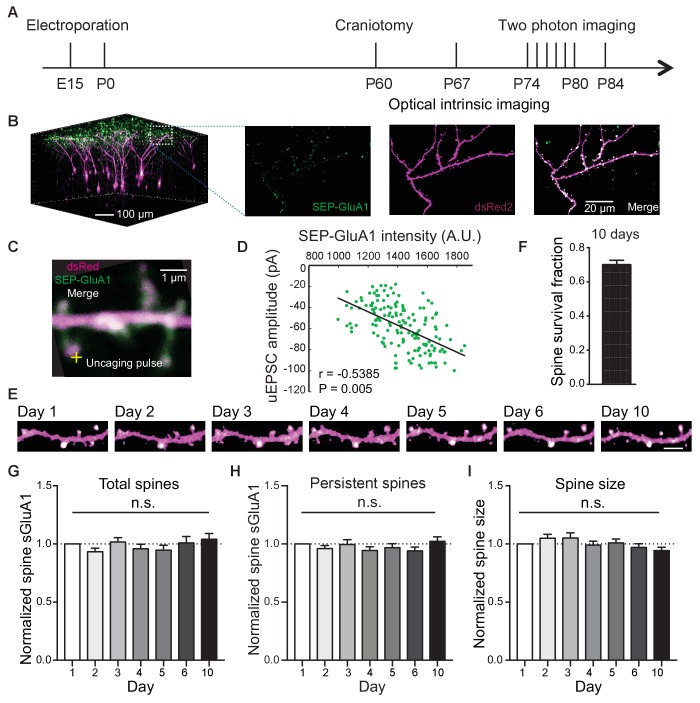 A
Electroporation
Craniotomy
Two photon imaging
E15
P0
P60
P67
P74
P80
P84
Optical intrinsic imaging
B
100 µm
SEP-GluA1
dsRed2
20 µm
Merge
C
dsRed
SEP-GluA1
Merge
1 µm
Uncaging pulse
D
SEP-GluA1 intensity (A.U.)
800 1000 1200 1400 1600 1800
uEPSC amplitude (pA)
0
-20
-40
-60
-80
-100
-120
r = -0.5385
P = 0.005
F
10 days
Spine survival fraction
0.8
0.6
0.4
0.2
0.0
E
Day 1
Day 2
Day 3
Day 4
Day 5
Day 6
Day 10
G
Total spines
n.s.
Normalized spine sGluA1
1.5
1.0
0.5
0.0
1 2 3 4 5 6 10
Day
H
Persistent spines
n.s.
Normalized spine sGluA1
1.5
1.0
0.5
0.0
1 2 3 4 5 6 10
Day
I
Spine size
n.s.
Normalized spine size
1.5
1.0
0.5
0.0
1 2 3 4 5 6 10
Day